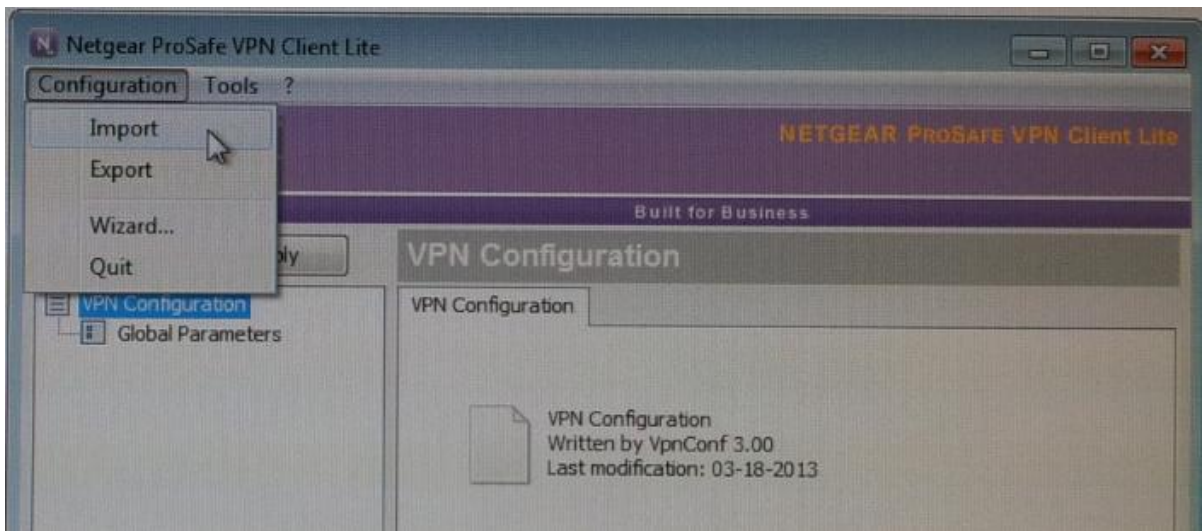 Netgear ProSafe VPN Client Lite
Configuration Tools ?
Import
Export
Wizard...
Quit
NETGEAR PROSAFE VPN Client Lite
Built for Business
ply
VPN Configuration
VPN Configuration
Global Parameters
VPN Configuration
VPN Configuration
Written by VpnConf 3.00
Last modification: 03-18-2013